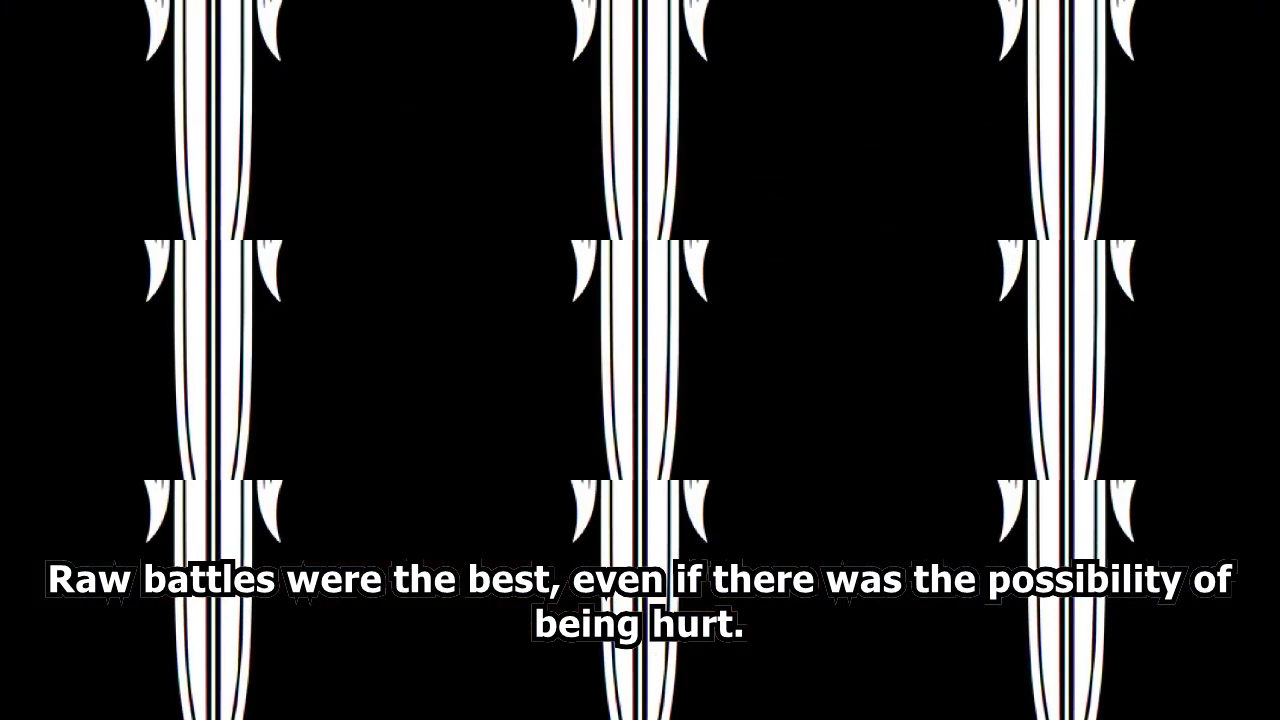 Raw battles were the best, even if there was the possibility of
being hurt.